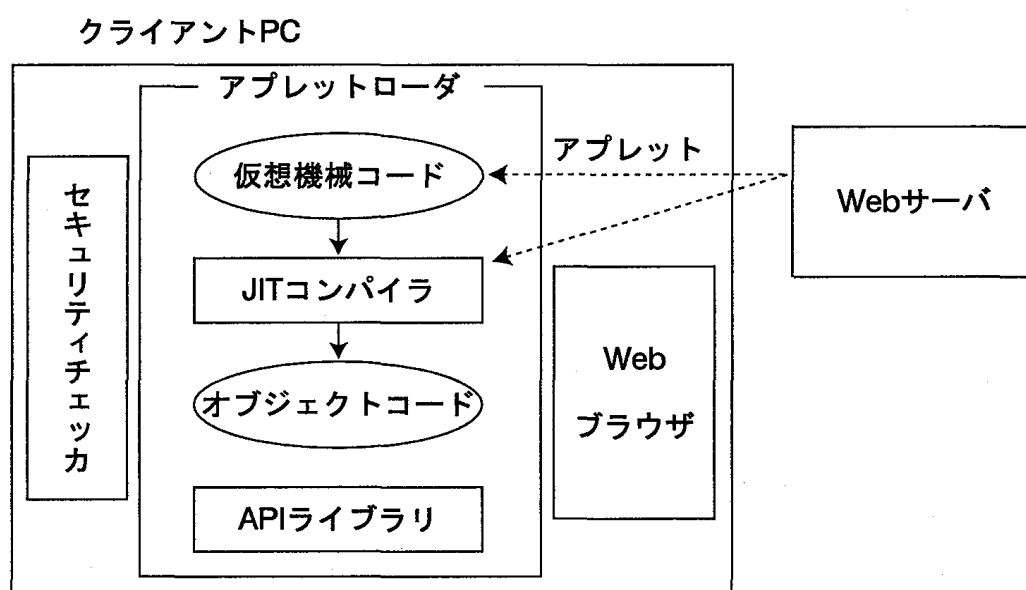 クライアントPC
アプレットローダ
セキュリティチェッカ
仮想機械コード
アプレット
Webサーバ
JITコンパイラ
オブジェクトコード
Web
ブラウザ
APIライブラリ